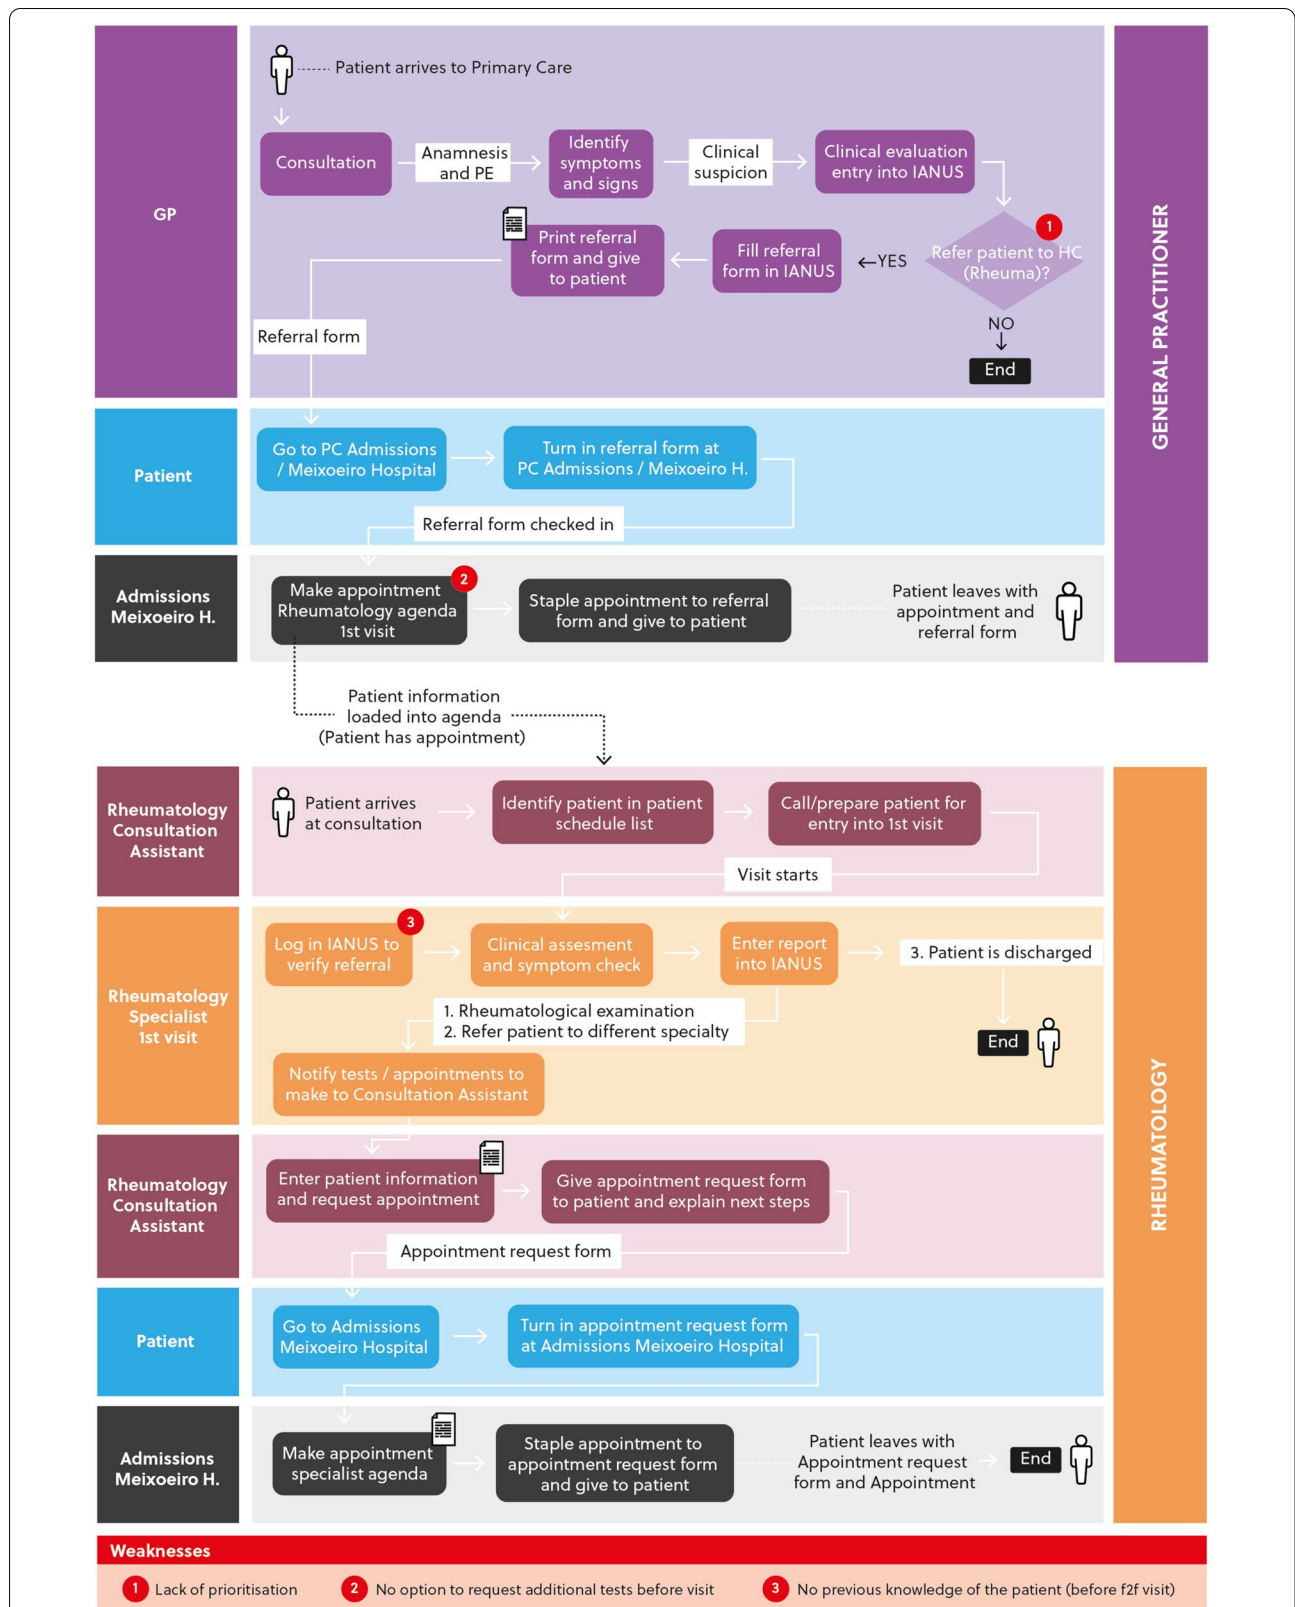 Patient arrives to Primary Care
GP
Consultation
Anamnesis
and PE
Identify
symptoms
and signs
Clinical
suspicion
Clinical evaluation
entry into IANUS
1
Refer patient to HC
(Rheuma)?
YES
Fill referral
form in IANUS
Print referral
form and give
to patient
NO
End
Referral form
GENERAL PRACTITIONER
Patient
Go to PC Admissions
/ Meixoeiro Hospital
Turn in referral form at
PC Admissions / Meixoeiro H.
Referral form checked in
Admissions
Meixoeiro H.
2
Make appointment
Rheumatology agenda
1st visit
Staple appointment to referral
form and give to patient
Patient leaves with
appointment and
referral form
Patient information
loaded into agenda
(Patient has appointment)
Rheumatology
Consultation
Assistant
Patient arrives
at consultation
Identify patient in patient
schedule list
Call/prepare patient for
entry into 1st visit
Visit starts
Rheumatology
Specialist
1st visit
3
Log in IANUS to
verify referral
Clinical assesment
and symptom check
Enter report
into IANUS
3. Patient is discharged
1. Rheumatological examination
2. Refer patient to different specialty
End
Notify tests / appointments to
make to Consultation Assistant
RHEUMATOLOGY
Rheumatology
Consultation
Assistant
Enter patient information
and request appointment
Give appointment request form
to patient and explain next steps
Appointment request form
Patient
Go to Admissions
Meixoeiro Hospital
Turn in appointment request form
at Admissions Meixoeiro Hospital
Admissions
Meixoeiro H.
Make appointment
specialist agenda
Staple appointment to
appointment request form
and give to patient
Patient leaves with
Appointment request
form and Appointment
End
Weaknesses
1 Lack of prioritisation
2 No option to request additional tests before visit
3 No previous knowledge of the patient (before f2f visit)